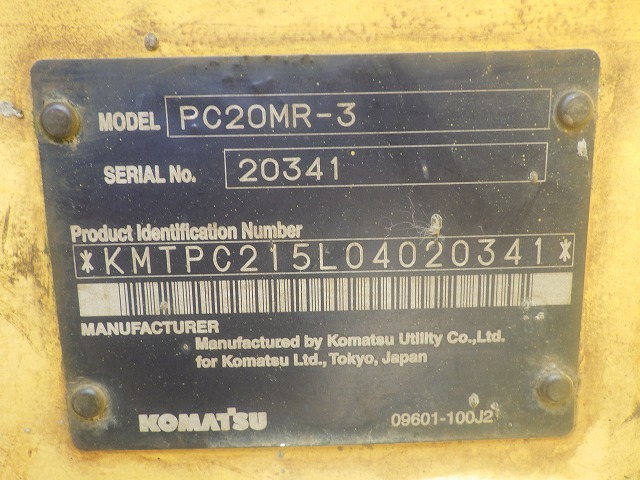 MODEL PC20MR-3
SERIAL No. 20341
Product Identification Number
*KMTPC215L04020341*
MANUFACTURER
Manufactured by Komatsu Utility Co.,Ltd.
for Komatsu Ltd., Tokyo, Japan
KOMATSU 09601-100J2